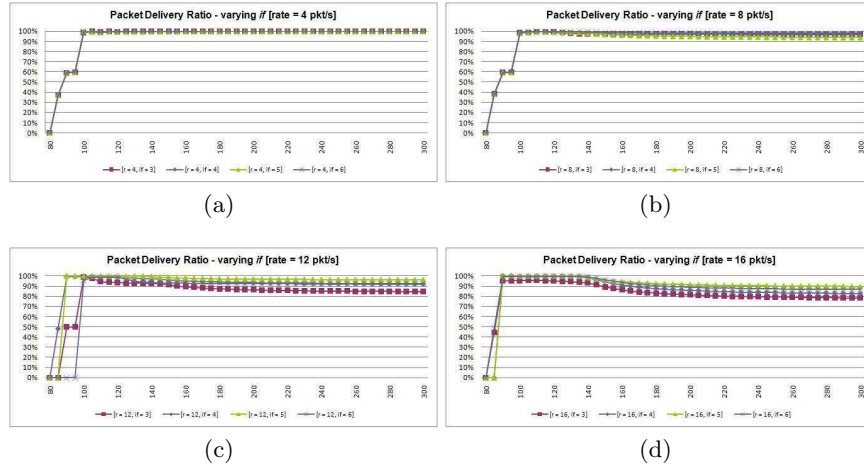 Packet Delivery Ratio - varying if [rate = 4 pkt/s]
100%
90%
80%
70%
60%
50%
40%
30%
20%
10%
0%
80 100 120 140 160 180 200 220 240 260 280 300
[r = 4, if = 3] [r = 4, if = 4] [r = 4, if = 5] [r = 4, if = 6]
(a)
Packet Delivery Ratio - varying if [rate = 8 pkt/s]
100%
90%
80%
70%
60%
50%
40%
30%
20%
10%
0%
80 100 120 140 160 180 200 220 240 260 280 300
[r = 8, if = 3] [r = 8, if = 4] [r = 8, if = 5] [r = 8, if = 6]
(b)
Packet Delivery Ratio - varying if [rate = 12 pkt/s]
100%
90%
80%
70%
60%
50%
40%
30%
20%
10%
0%
80 100 120 140 160 180 200 220 240 260 280 300
[r = 12, if = 3] [r = 12, if = 4] [r = 12, if = 5] [r = 12, if = 6]
(c)
Packet Delivery Ratio - varying if [rate = 16 pkt/s]
100%
90%
80%
70%
60%
50%
40%
30%
20%
10%
0%
80 100 120 140 160 180 200 220 240 260 280 300
[r = 16, if = 3] [r = 16, if = 4] [r = 16, if = 5] [r = 16, if = 6]
(d)